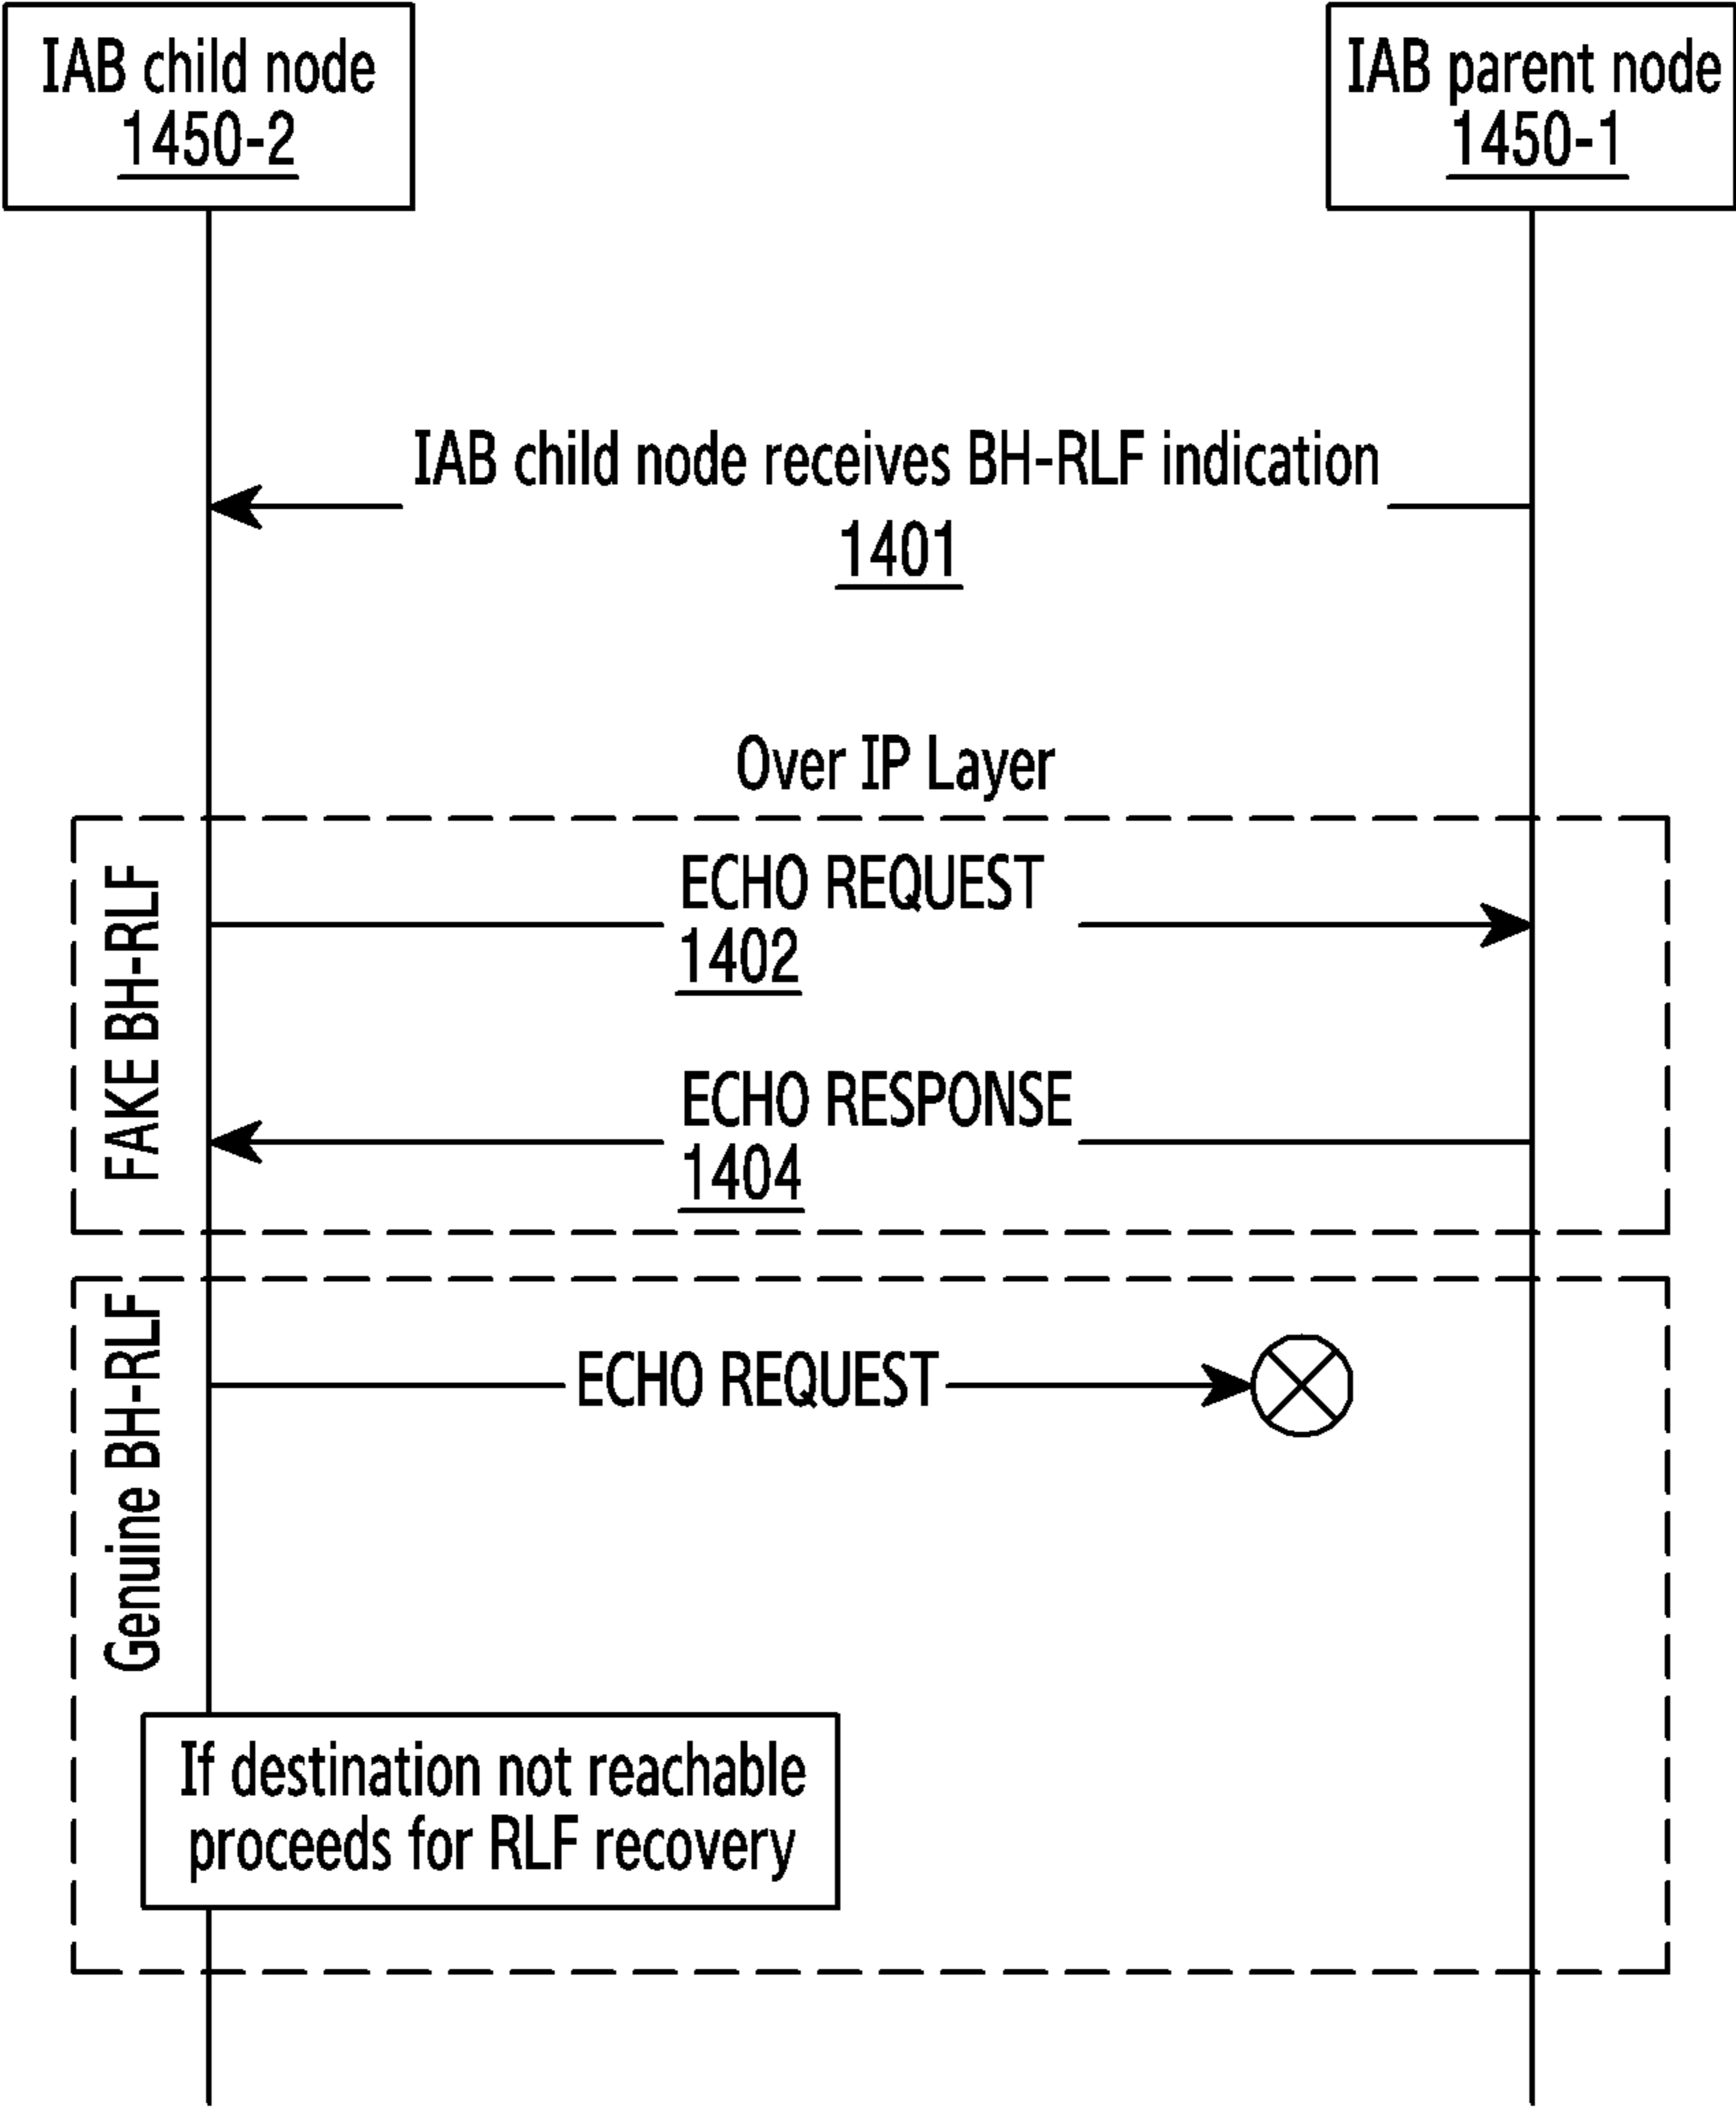 IAB child node
1450-2
IAB parent node
1450-1
IAB child node receives BH-RLF indication
1401
Over IP Layer
FAKE BH-RLF
ECHO REQUEST
1402
ECHO RESPONSE
1404
Genuine BH-RLF
ECHO REQUEST
If destination not reachable
proceeds for RLF recovery